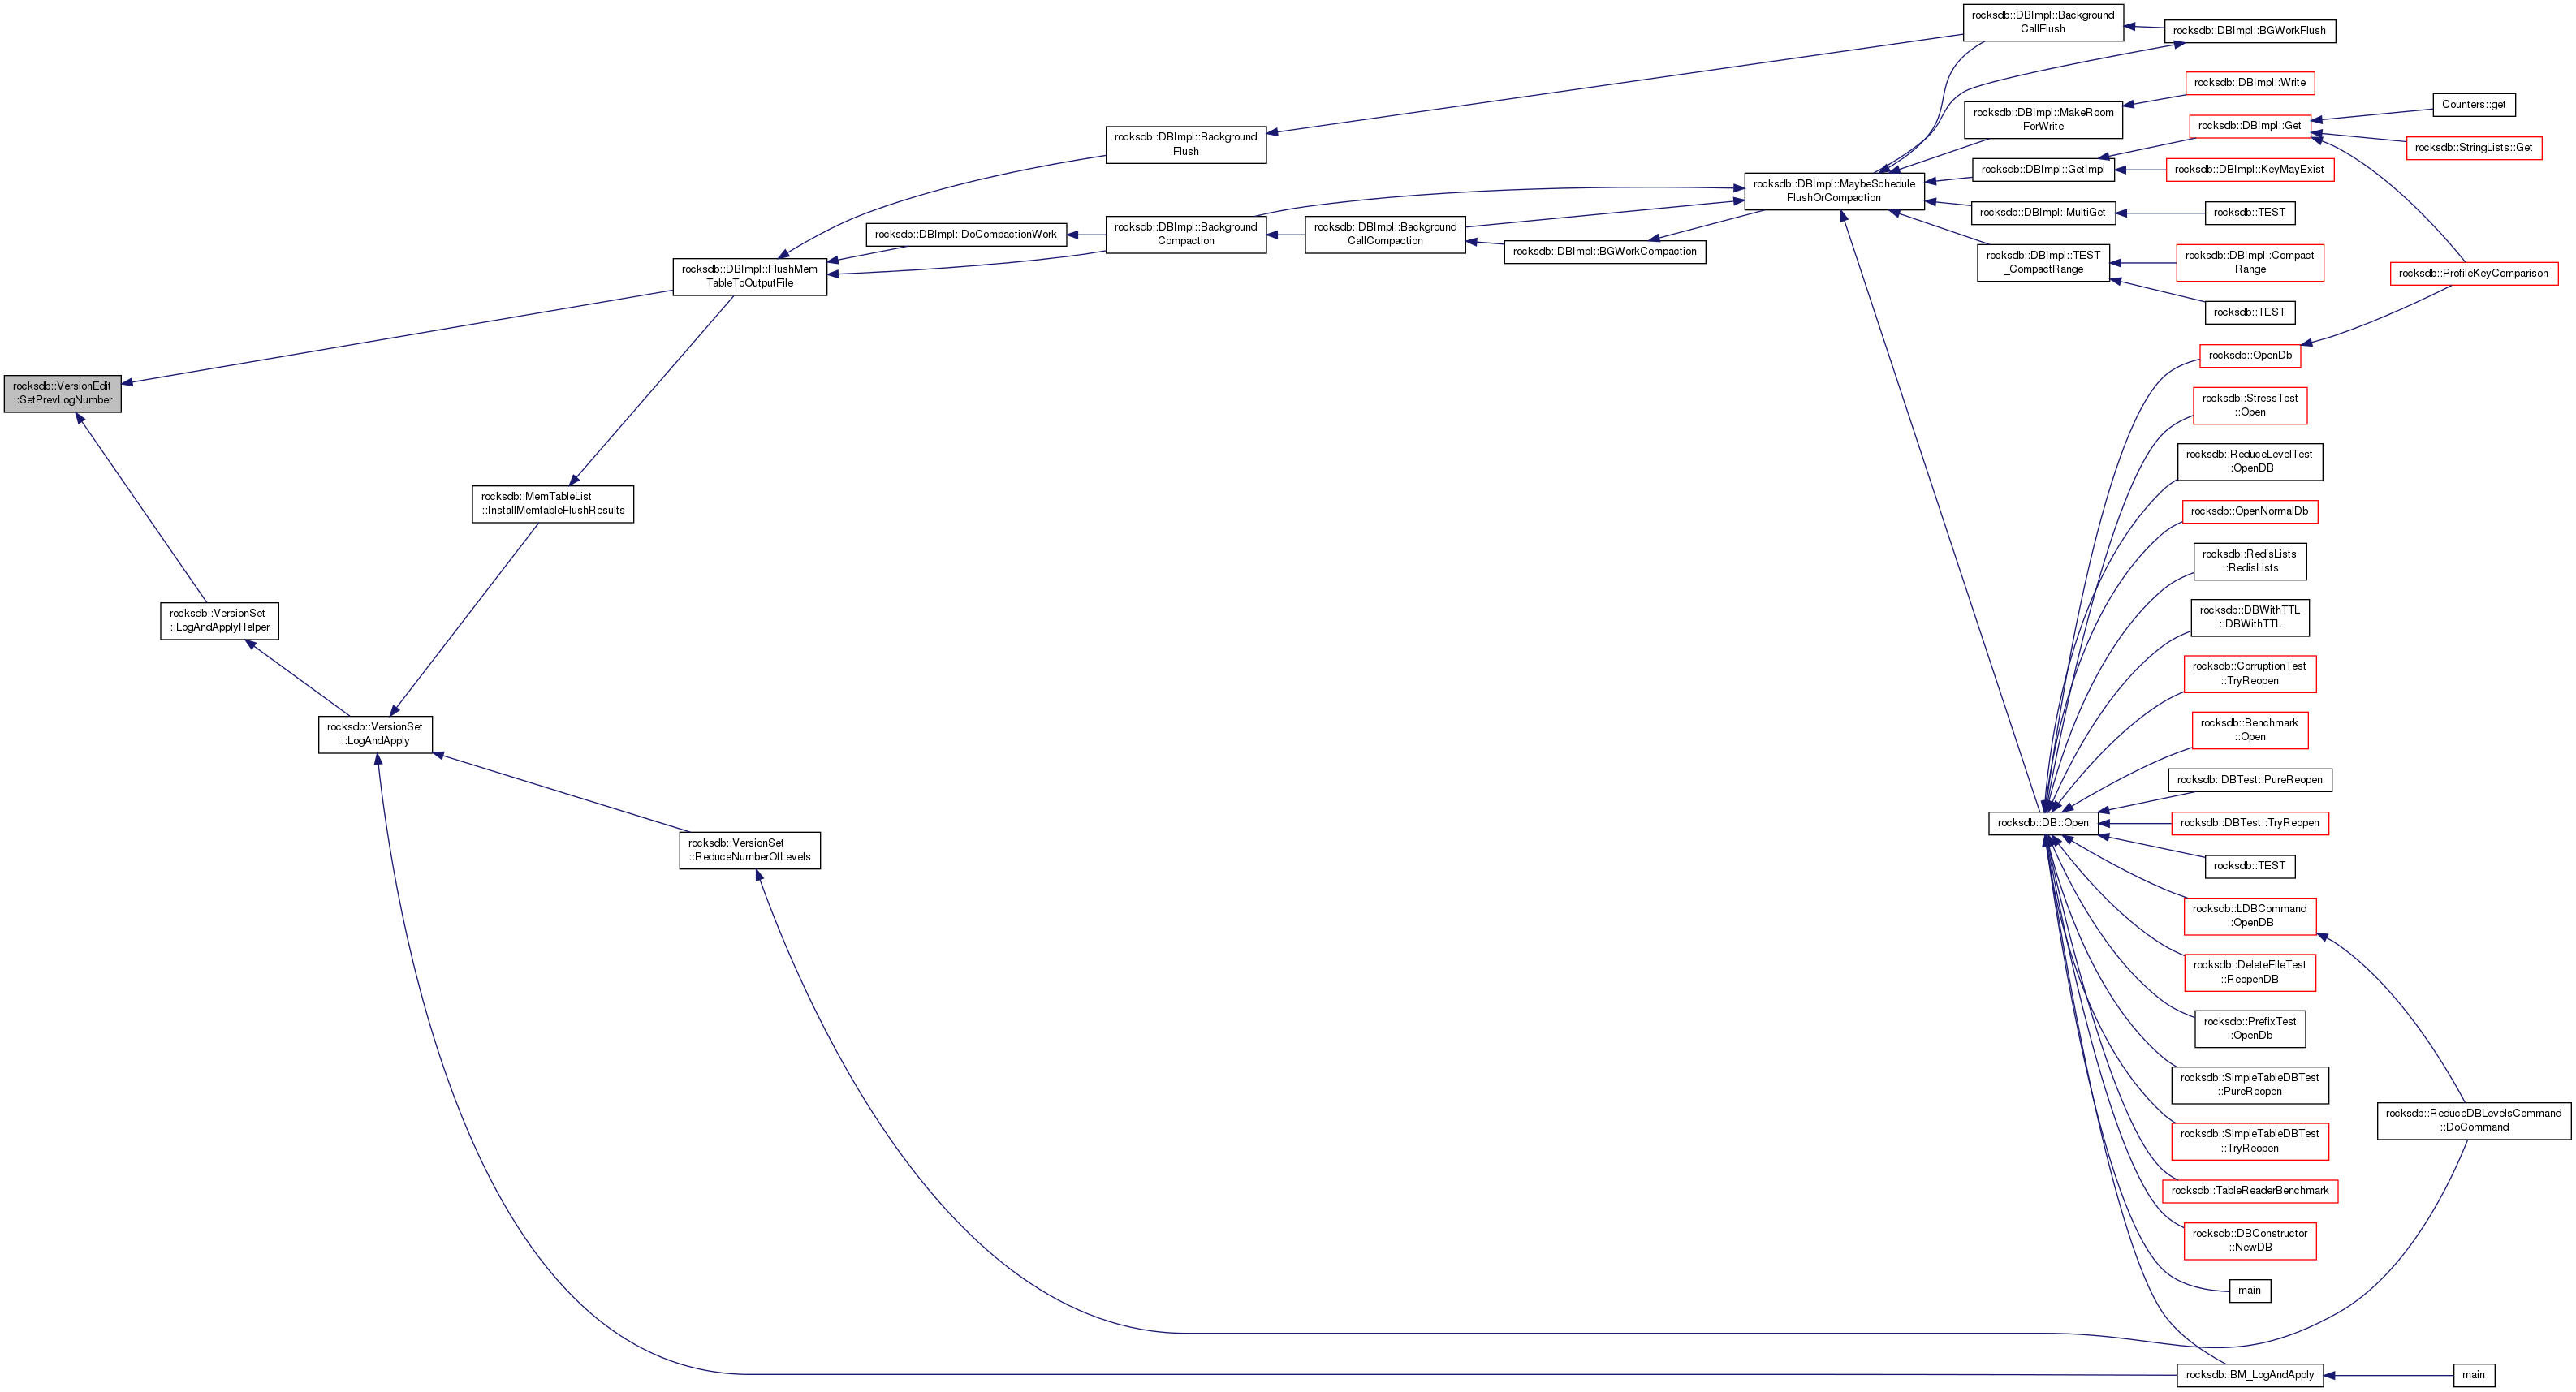 rocksdb::VersionEdit
::SetPrevLogNumber
rocksdb::VersionSet
::LogAndApplyHelper
rocksdb::VersionSet
::LogAndApply
rocksdb::MemTableList
::InstallMemtableFlushResults
rocksdb::DBImpl::FlushMem
TableToOutputFile
rocksdb::VersionSet
::ReduceNumberOfLevels
rocksdb::DBImpl::DoCompactionWork
rocksdb::DBImpl::Background
Flush
rocksdb::DBImpl::Background
Compaction
rocksdb::DBImpl::Background
CallCompaction
rocksdb::DBImpl::BGWorkCompaction
rocksdb::DBImpl::MaybeSchedule
FlushOrCompaction
rocksdb::DBImpl::Background
CallFlush
rocksdb::DBImpl::BGWorkFlush
rocksdb::DBImpl::MakeRoom
ForWrite
rocksdb::DBImpl::Write
rocksdb::DBImpl::GetImpl
rocksdb::DBImpl::Get
rocksdb::DBImpl::KeyMayExist
rocksdb::DBImpl::MultiGet
rocksdb::TEST
rocksdb::DBImpl::TEST
_CompactRange
rocksdb::DBImpl::Compact
Range
rocksdb::TEST
Counters::get
rocksdb::StringLists::Get
rocksdb::ProfileKeyComparison
rocksdb::DB::Open
rocksdb::OpenDb
rocksdb::StressTest
::Open
rocksdb::ReduceLevelTest
::OpenDB
rocksdb::OpenNormalDb
rocksdb::RedisLists
::RedisLists
rocksdb::DBWithTTL
::DBWithTTL
rocksdb::CorruptionTest
::TryReopen
rocksdb::Benchmark
::Open
rocksdb::DBTest::PureReopen
rocksdb::DBTest::TryReopen
rocksdb::TEST
rocksdb::LDBCommand
::OpenDB
rocksdb::DeleteFileTest
::ReopenDB
rocksdb::PrefixTest
::OpenDb
rocksdb::SimpleTableDBTest
::PureReopen
rocksdb::SimpleTableDBTest
::TryReopen
rocksdb::TableReaderBenchmark
rocksdb::DBConstructor
::NewDB
main
rocksdb::BM_LogAndApply
rocksdb::ReduceDBLevelsCommand
::DoCommand
main